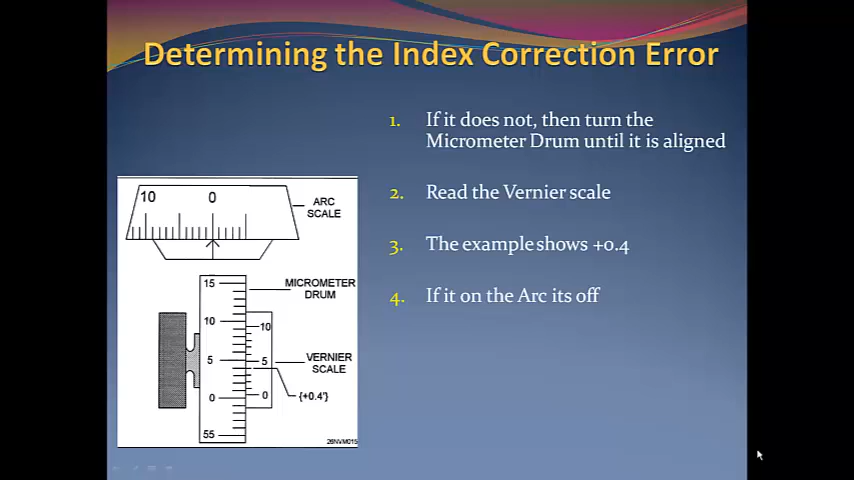 Determining the Index Correction Error
1. If it does not, then turn the
Micrometer Drum until it is aligned
2. Read the Vernier scale
3. The example shows +0.4
4. If it on the Arc its off
10 0
ARC
SCALE
15
MICROMETER
DRUM
10
10
5
5
VERNIER
SCALE
0
0
{+0.4'}
55
26NVM015